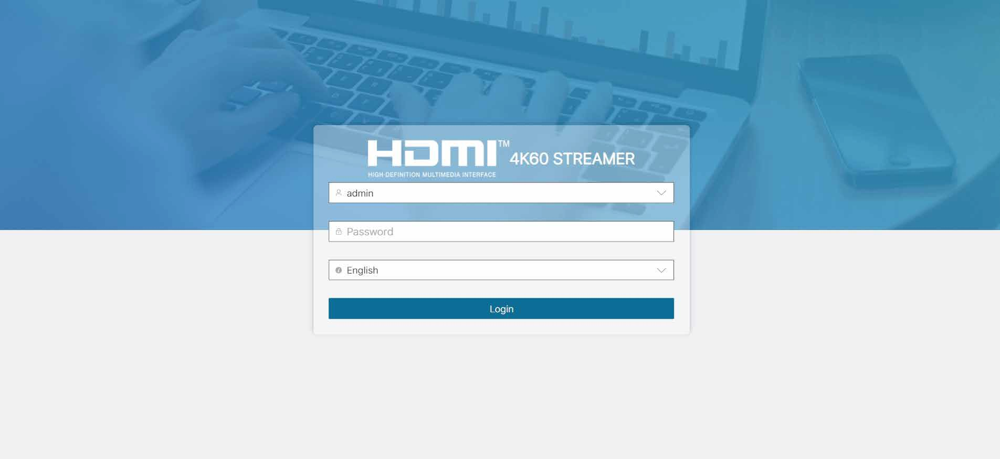 HDMI™
HIGH-DEFINITION MULTIMEDIA INTERFACE
4K60 STREAMER
admin
Password
English
Login